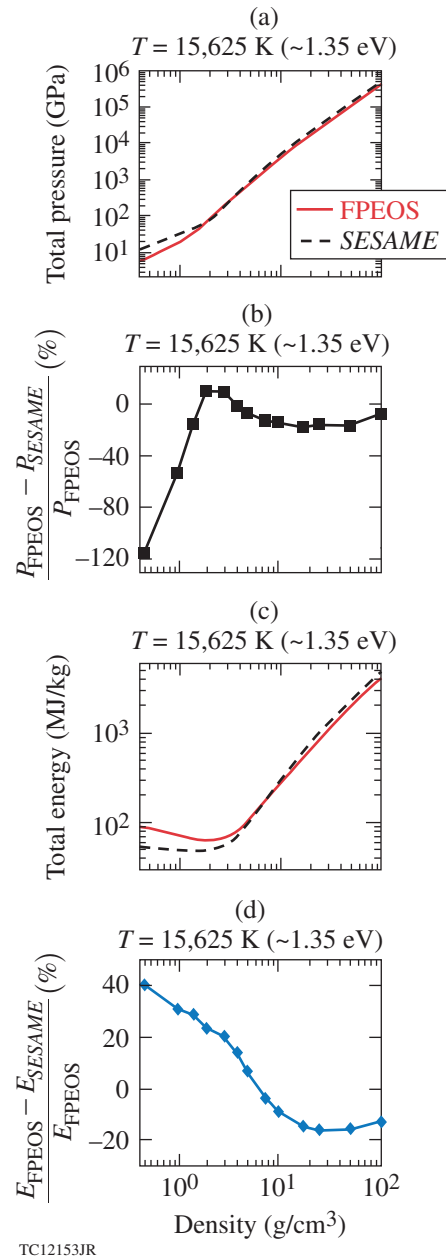 (a)
T = 15,625 K (~1.35 eV)
Total pressure (GPa)
10^6
10^5
10^4
10^3
10^2
10^1
FPEOS
SESAME
(b)
T = 15,625 K (~1.35 eV)
P_FPEOS − P_SESAME (%)
P_FPEOS
0
−40
−80
−120
(c)
T = 15,625 K (~1.35 eV)
Total energy (MJ/kg)
10^3
10^2
(d)
T = 15,625 K (~1.35 eV)
E_FPEOS − E_SESAME (%)
E_FPEOS
40
20
0
−20
10^0
10^1
10^2
Density (g/cm^3)
TC12153JR